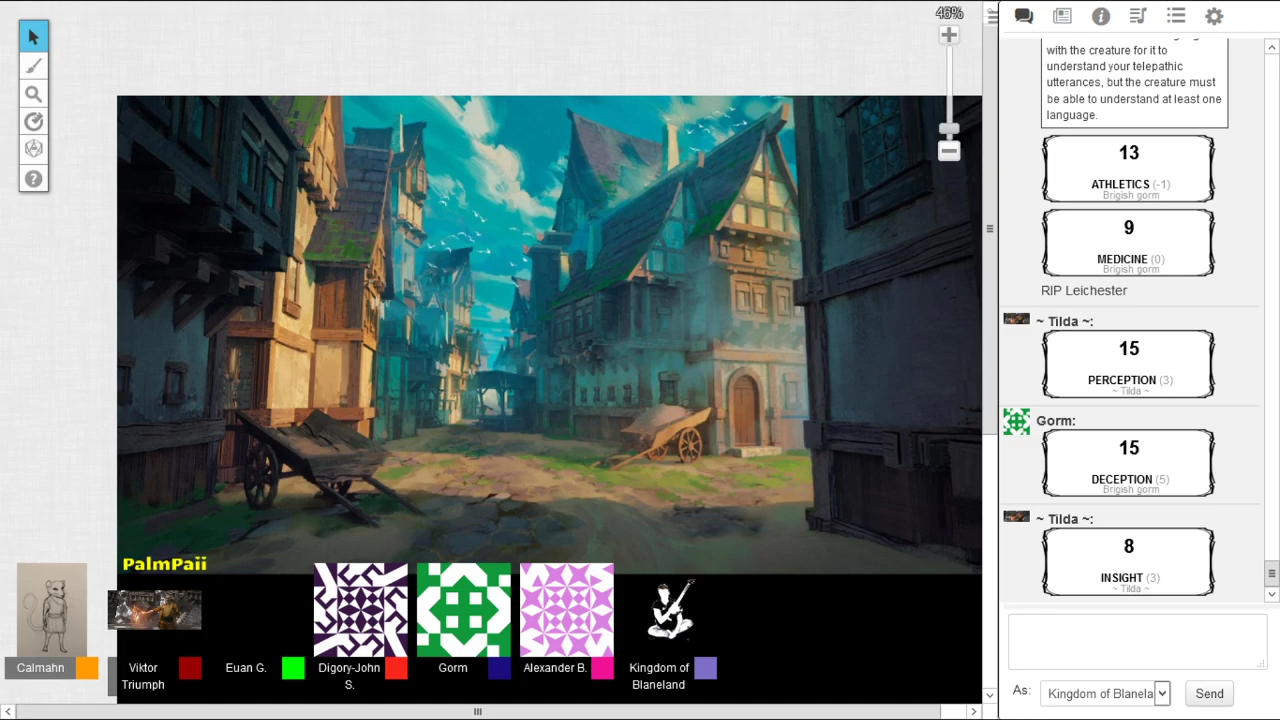 46%
with the creature for it to
understand your telepathic
utterances, but the creature must
be able to understand at least one
language.
13
ATHLETICS (-1)
Brigish gorm
9
MEDICINE (0)
Brigish gorm
RIP Leichester
~ Tilda ~:
15
PERCEPTION (3)
~ Tilda ~
Gorm:
15
DECEPTION (5)
Brigish gorm
~ Tilda ~:
8
INSIGHT (3)
~ Tilda ~
As:
Kingdom of Blanela
Send
PalmPaii
Calmahn
Viktor
Triumph
Euan G.
Digory-John
S.
Gorm
Alexander B.
Kingdom of
Blaneland